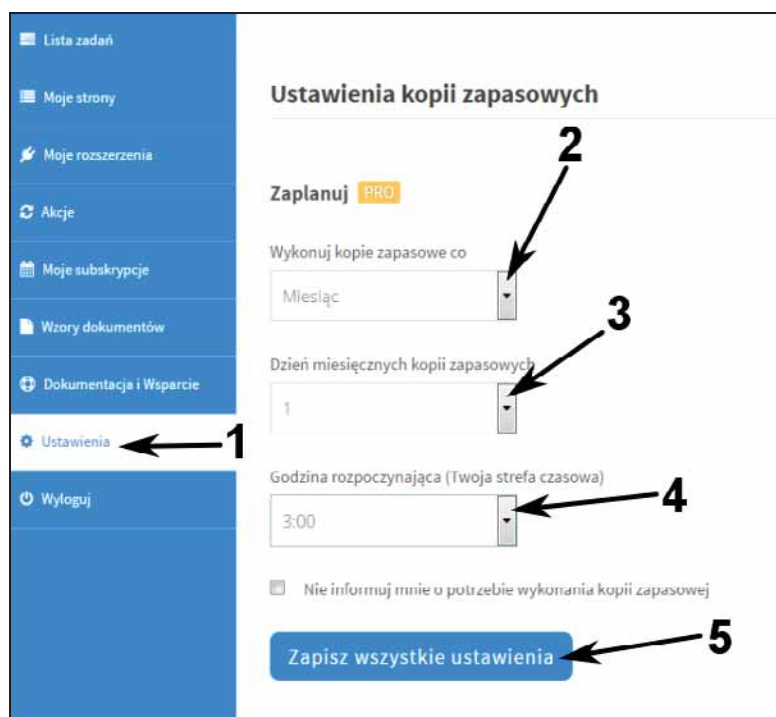 Lista zadań
Moje strony
Moje rozszerzenia
Akcje
Moje subskrypcje
Wzory dokumentów
Dokumentacja i Wsparcie
Ustawienia
1
Wyloguj
Ustawienia kopii zapasowych
2
Zaplanuj PRO
Wykonuj kopie zapasowe co
Miesiąc
3
Dzień miesięcznych kopii zapasowych
1
Godzina rozpoczynająca (Twoja strefa czasowa)
4
3:00
Nie informuj mnie o potrzebie wykonania kopii zapasowej
Zapisz wszystkie ustawienia
5